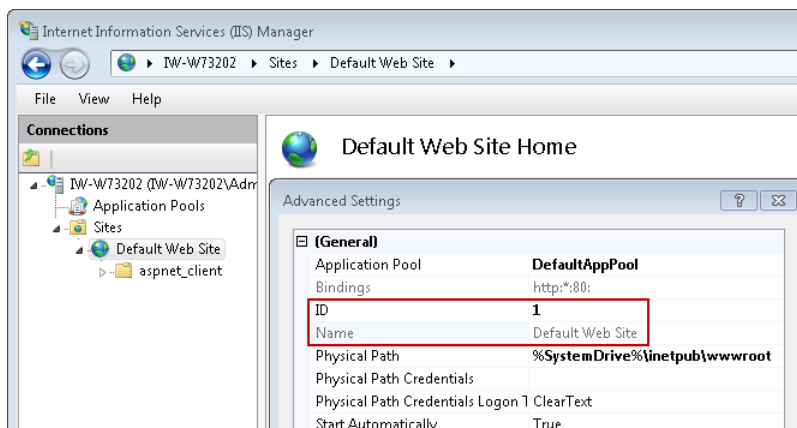 Internet Information Services (IIS) Manager
IW-W73202 Sites Default Web Site
File View Help
Connections
IW-W73202 (IW-W73202\Adm
Application Pools
Sites
Default Web Site
aspnet_client
Default Web Site Home
Advanced Settings
(General)
Application Pool DefaultAppPool
Bindings http:*:80:
ID 1
Name Default Web Site
Physical Path %SystemDrive%\inetpub\wwwroot
Physical Path Credentials
Physical Path Credentials Logon T ClearText
Start Automatically True